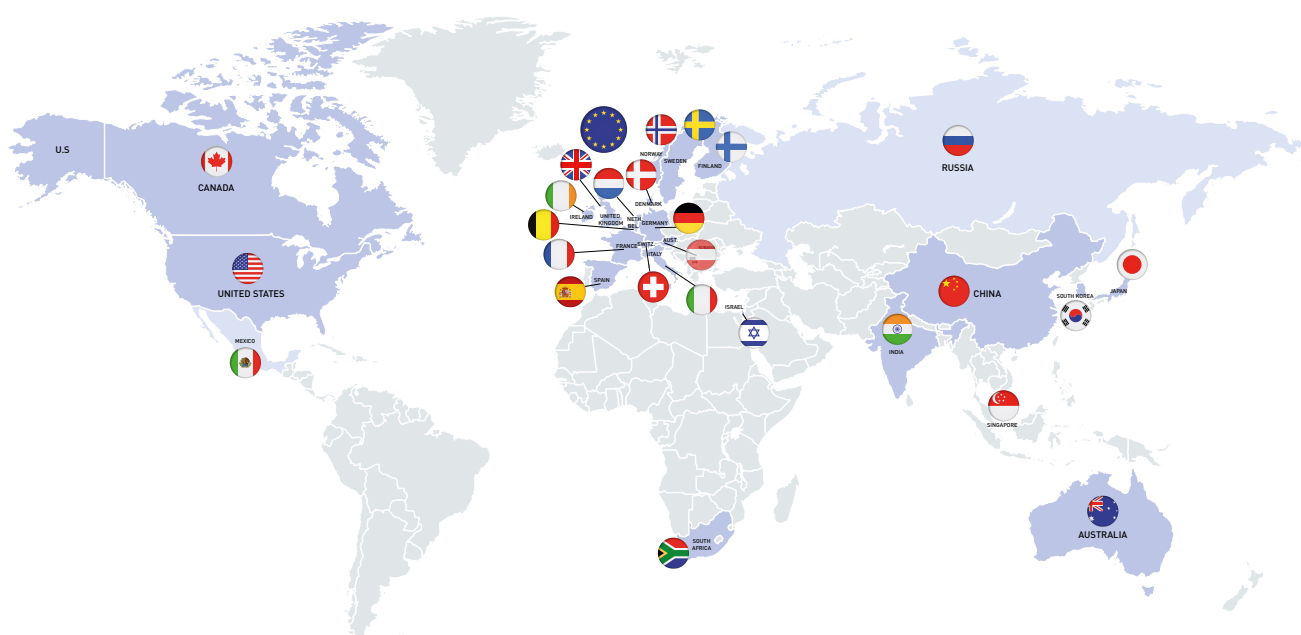 U.S
CANADA
UNITED STATES
MEXICO
NORWAY
SWEDEN
FINLAND
DENMARK
IRELAND
UNITED
KINGDOM
NETH
BEL
GERMANY
FRANCE
SWITZ
AUST
ITALY
SPAIN
ISRAEL
RUSSIA
CHINA
JAPAN
SOUTH KOREA
INDIA
SINGAPORE
SOUTH
AFRICA
AUSTRALIA